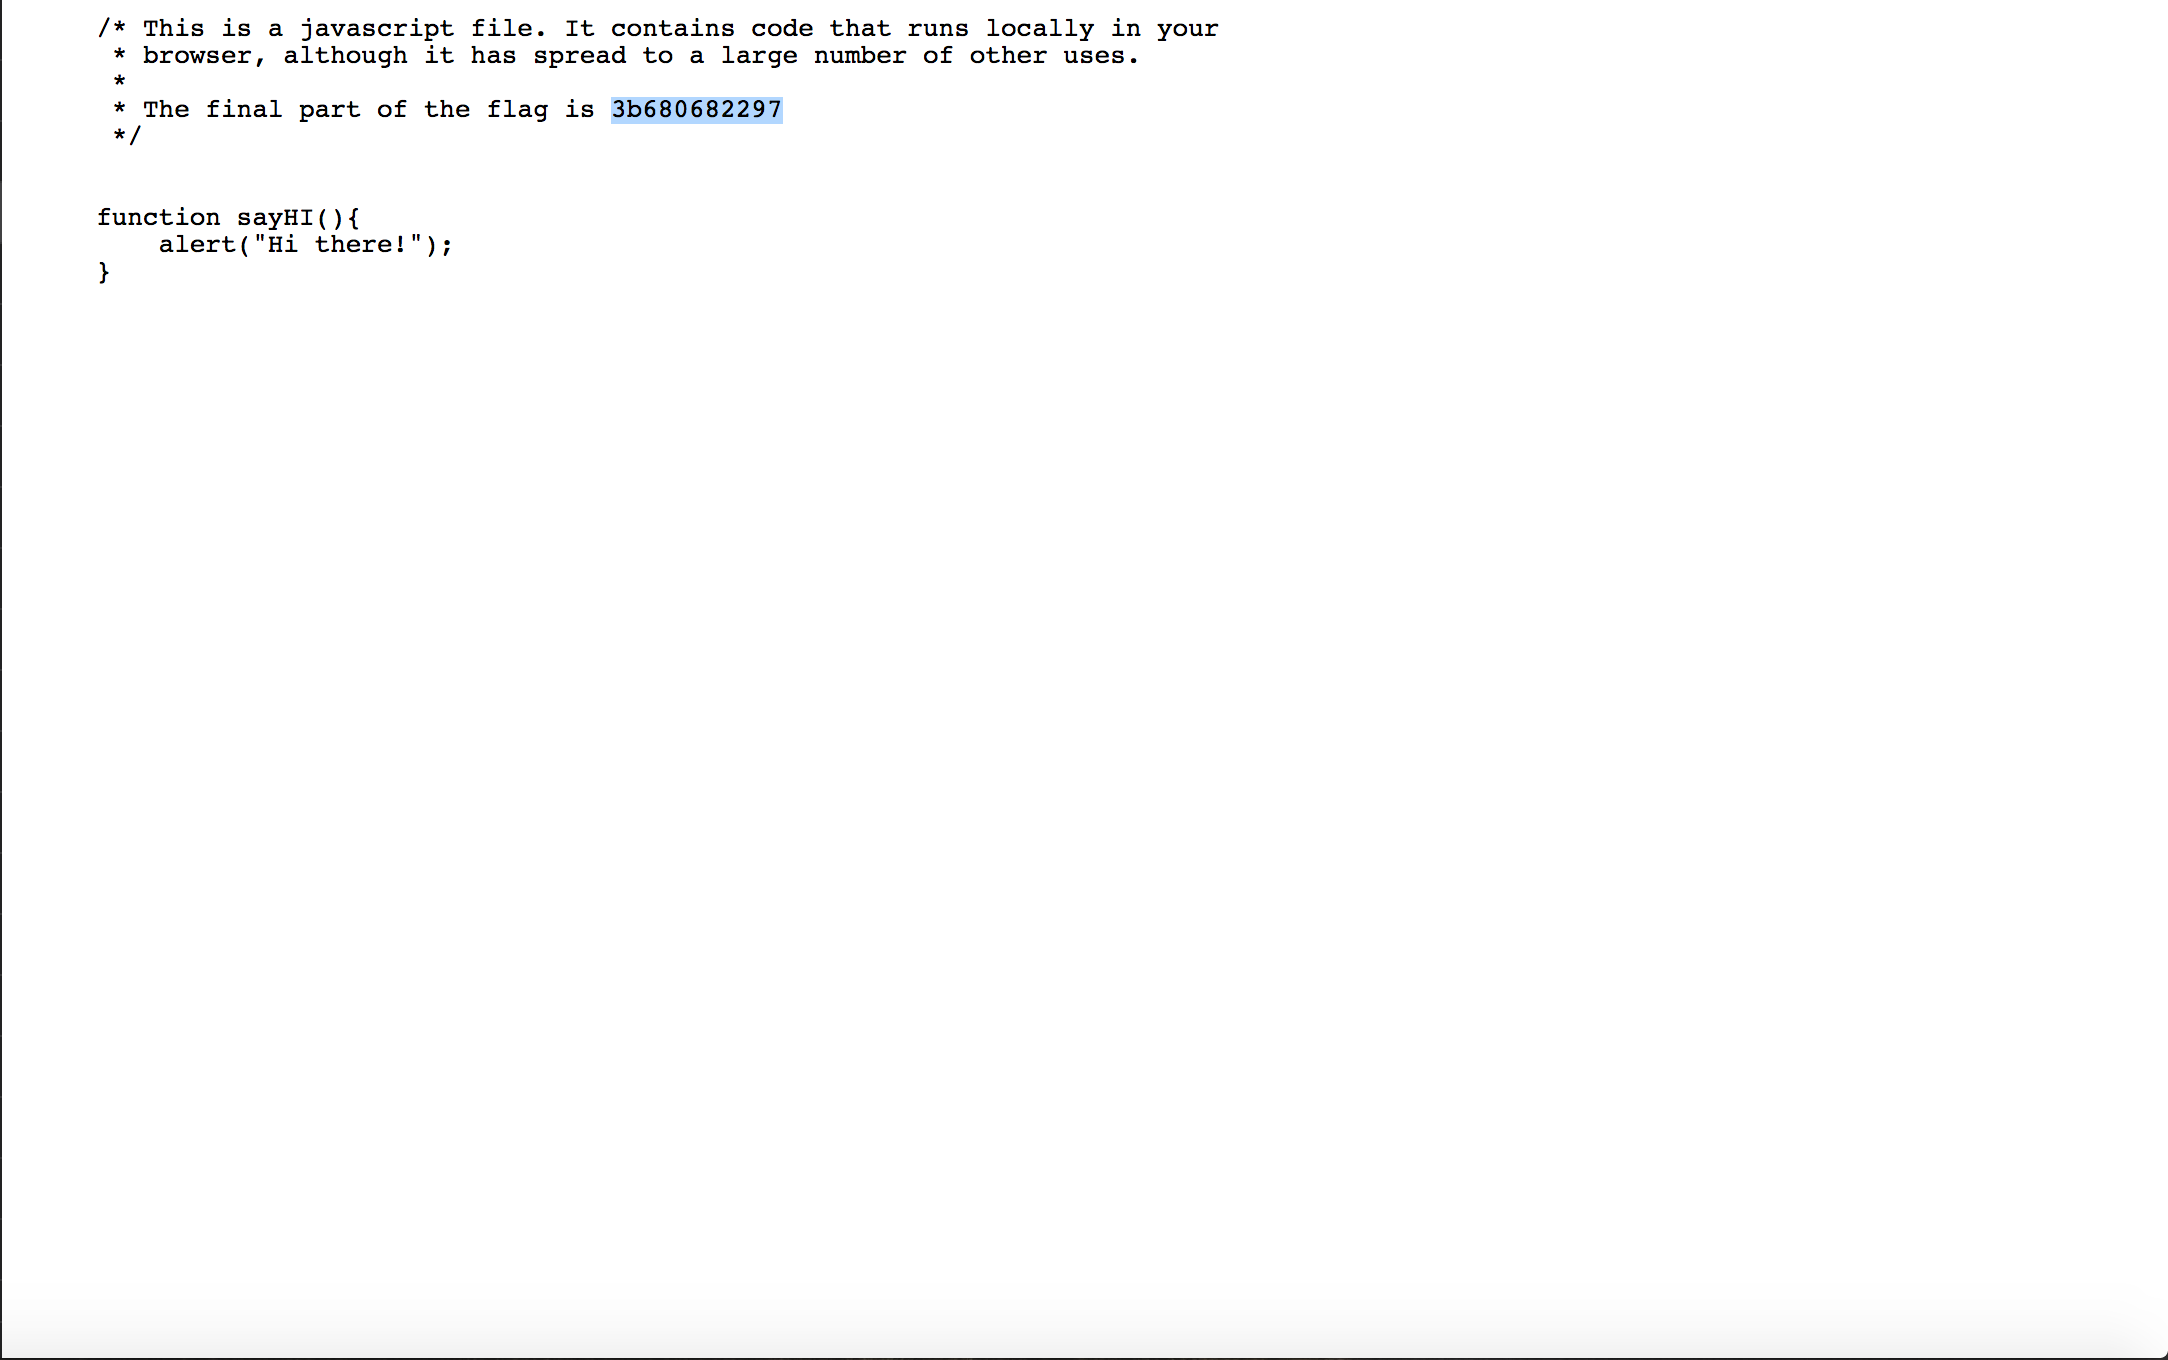 /* This is a javascript file. It contains code that runs locally in your
 * browser, although it has spread to a large number of other uses.
 *
 * The final part of the flag is 3b680682297
 */
function sayHI(){
    alert("Hi there!");
}